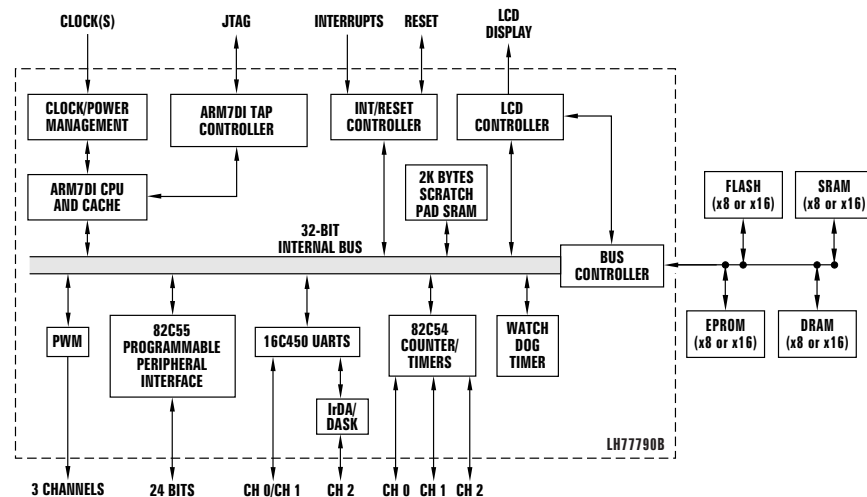 CLOCK(S)
JTAG
INTERRUPTS
RESET
LCD
DISPLAY
CLOCK/POWER
MANAGEMENT
ARM7DI TAP
CONTROLLER
INT/RESET
CONTROLLER
LCD
CONTROLLER
ARM7DI CPU
AND CACHE
2K BYTES
SCRATCH
PAD SRAM
FLASH
(x8 or x16)
SRAM
(x8 or x16)
32-BIT
INTERNAL BUS
BUS
CONTROLLER
PWM
82C55
PROGRAMMABLE
PERIPHERAL
INTERFACE
16C450 UARTS
82C54
COUNTER/
TIMERS
WATCH
DOG
TIMER
EPROM
(x8 or x16)
DRAM
(x8 or x16)
IrDA/
DASK
LH77790B
3 CHANNELS
24 BITS
CH 0/CH 1
CH 2
CH 0
CH 1
CH 2